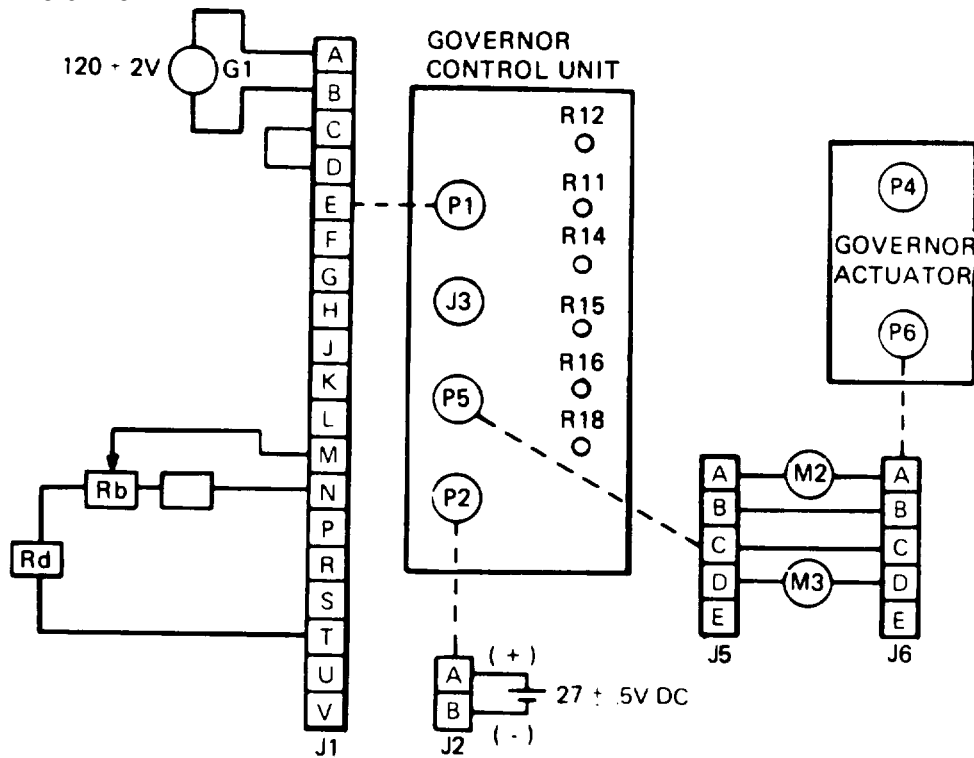 GOVERNOR
CONTROL UNIT
120 + 2V
G1
A
B
C
D
E
F
G
H
J
K
L
M
N
P
R
S
T
U
V
J1
Rb
Rd
P1
J3
P5
P2
R12
R11
R14
R15
R16
R18
P4
GOVERNOR
ACTUATOR
P6
A
B
C
D
E
J5
M2
M3
A
B
C
D
E
J6
A
B
J2
( + )
27 + .5V DC
( - )